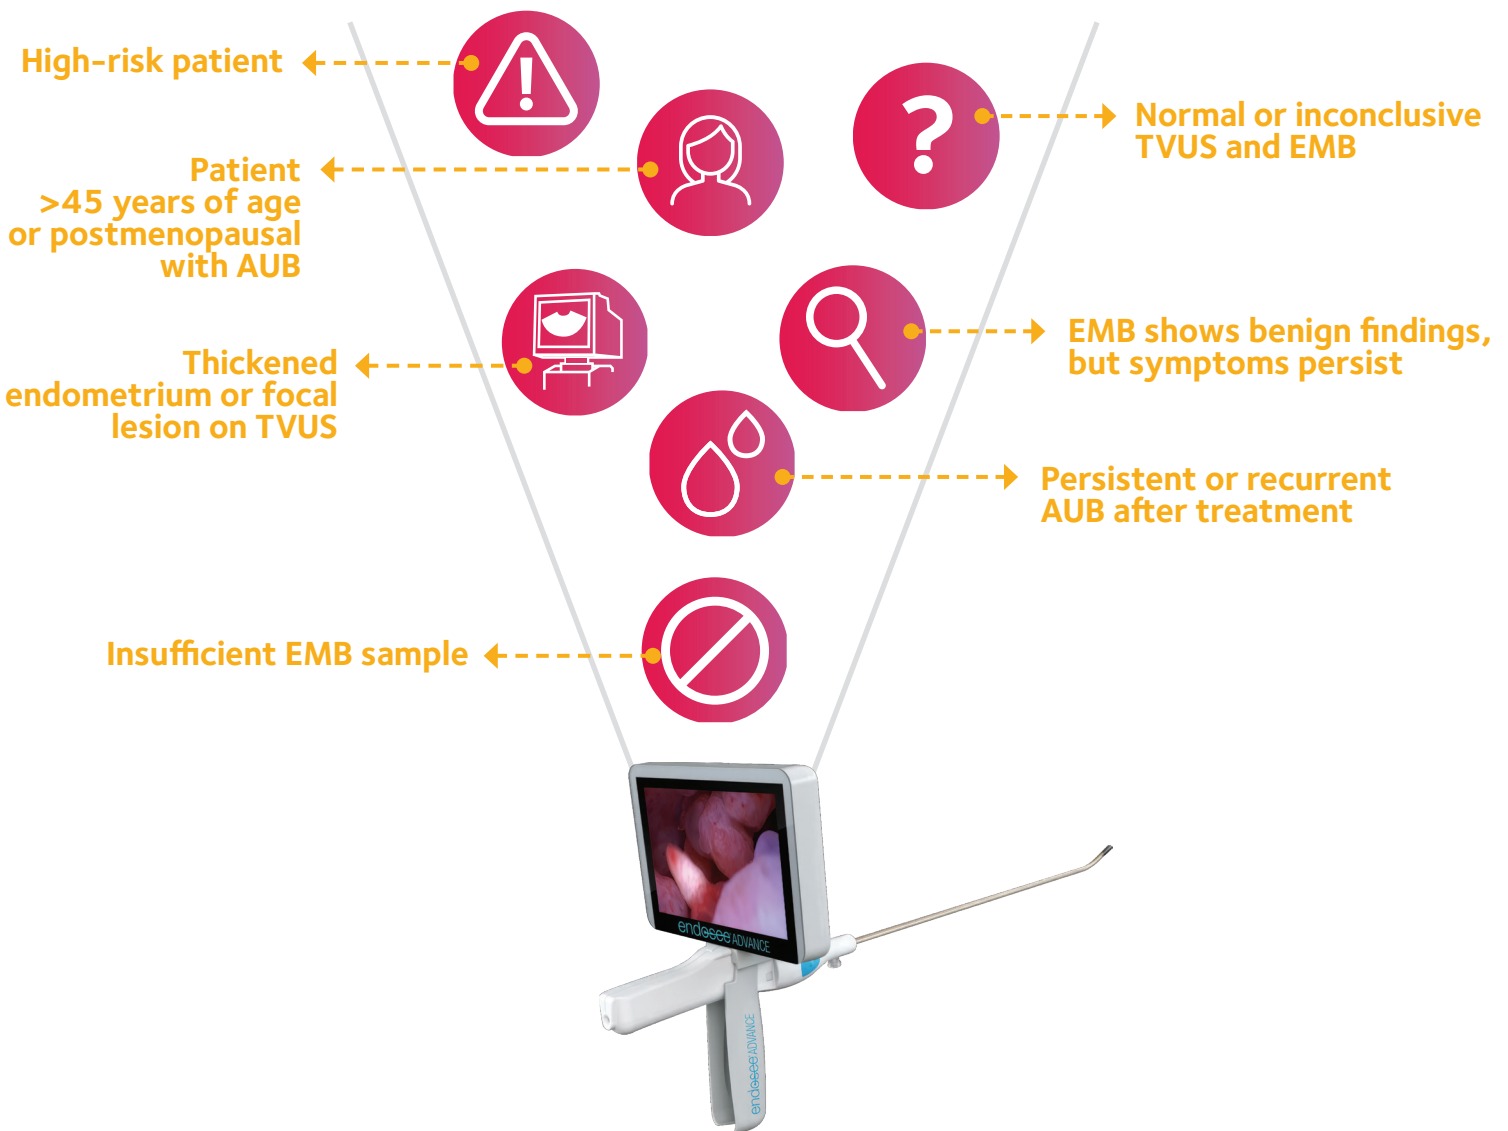 High-risk patient
Patient
>45 years of age
or postmenopausal
with AUB
Thickened
endometrium or focal
lesion on TVUS
Insufficient EMB sample
?
Normal or inconclusive
TVUS and EMB
EMB shows benign findings,
but symptoms persist
Persistent or recurrent
AUB after treatment
endosee ADVANCE
endosee ADVANCE